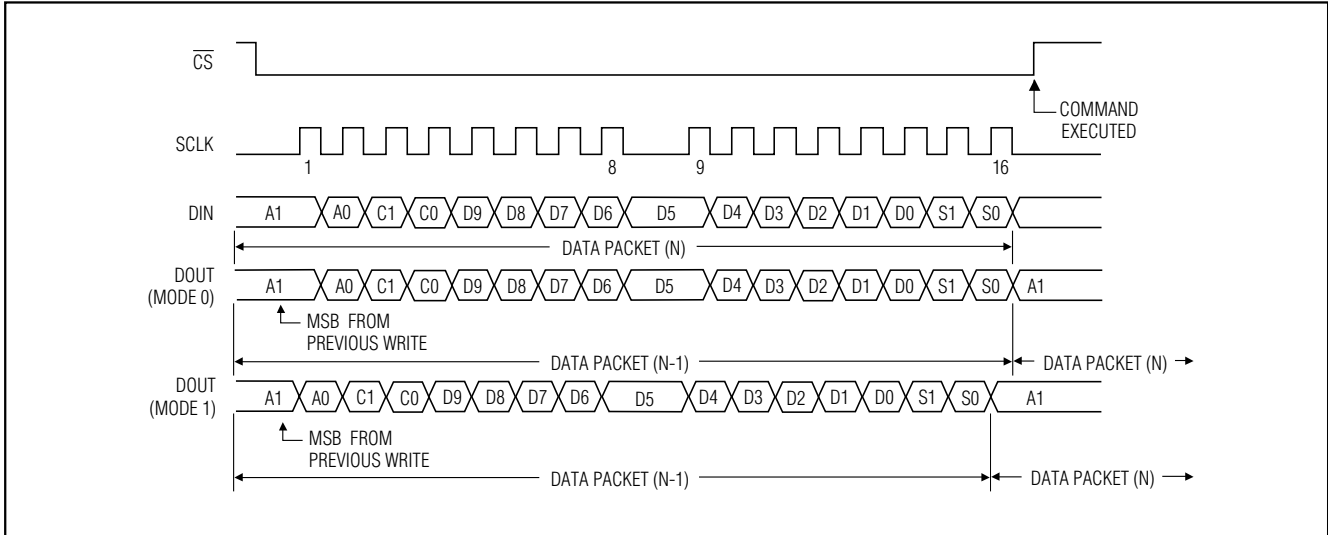 CS
COMMAND
EXECUTED
SCLK
1 8 9 16
DIN
A1 A0 C1 C0 D9 D8 D7 D6 D5 D4 D3 D2 D1 D0 S1 S0
DATA PACKET (N)
DOUT
(MODE 0)
A1 A0 C1 C0 D9 D8 D7 D6 D5 D4 D3 D2 D1 D0 S1 S0 A1
MSB FROM
PREVIOUS WRITE
DATA PACKET (N-1) DATA PACKET (N)
DOUT
(MODE 1)
A1 A0 C1 C0 D9 D8 D7 D6 D5 D4 D3 D2 D1 D0 S1 S0 A1
MSB FROM
PREVIOUS WRITE
DATA PACKET (N-1) DATA PACKET (N)